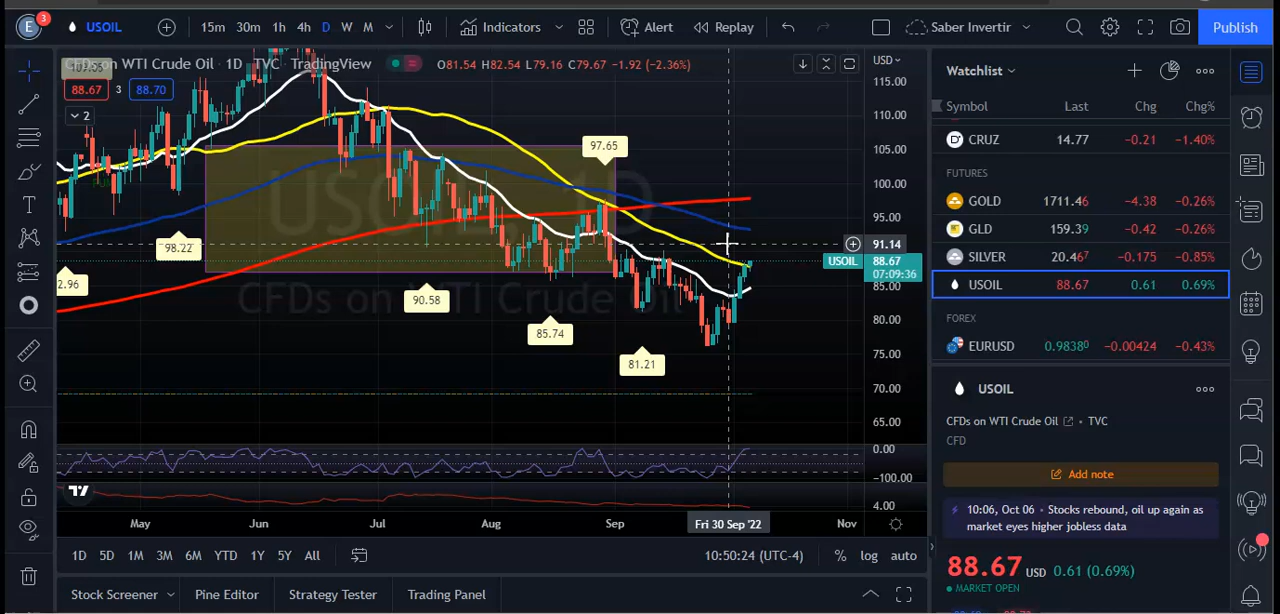 E 3 USOIL 15m 30m 1h 4h D W M Indicators Alert Replay Saber Invertir Publish
CFDs on WTI Crude Oil · 1D · TVC · TradingView O81.54 H82.54 L79.16 C79.67 -1.92 (-2.36%) USD
88.67 3 88.70
2
USOIL, 1D
CFDs on WTI Crude Oil
97.65
98.22
2.96
90.58
85.74
81.21
115.00
110.00
105.00
100.00
95.00
91.14
USOIL 88.67
07:09:36
85.00
80.00
75.00
70.00
65.00
0.00
-100.00
4.00
May Jun Jul Aug Sep Fri 30 Sep '22 Nov
1D 5D 1M 3M 6M YTD 1Y 5Y All 10:50:24 (UTC-4) % log auto
Stock Screener Pine Editor Strategy Tester Trading Panel
Watchlist
Symbol Last Chg Chg%
CRUZ 14.77 -0.21 -1.40%
FUTURES
GOLD 1711.46 -4.38 -0.26%
GLD 159.39 -0.42 -0.26%
SILVER 20.467 -0.175 -0.85%
USOIL 88.67 0.61 0.69%
FOREX
EURUSD 0.98380 -0.00424 -0.43%
USOIL
CFDs on WTI Crude Oil • TVC
CFD
Add note
10:06, Oct 06 • Stocks rebound, oil up again as
market eyes higher jobless data
88.67 USD 0.61 (0.69%)
MARKET OPEN